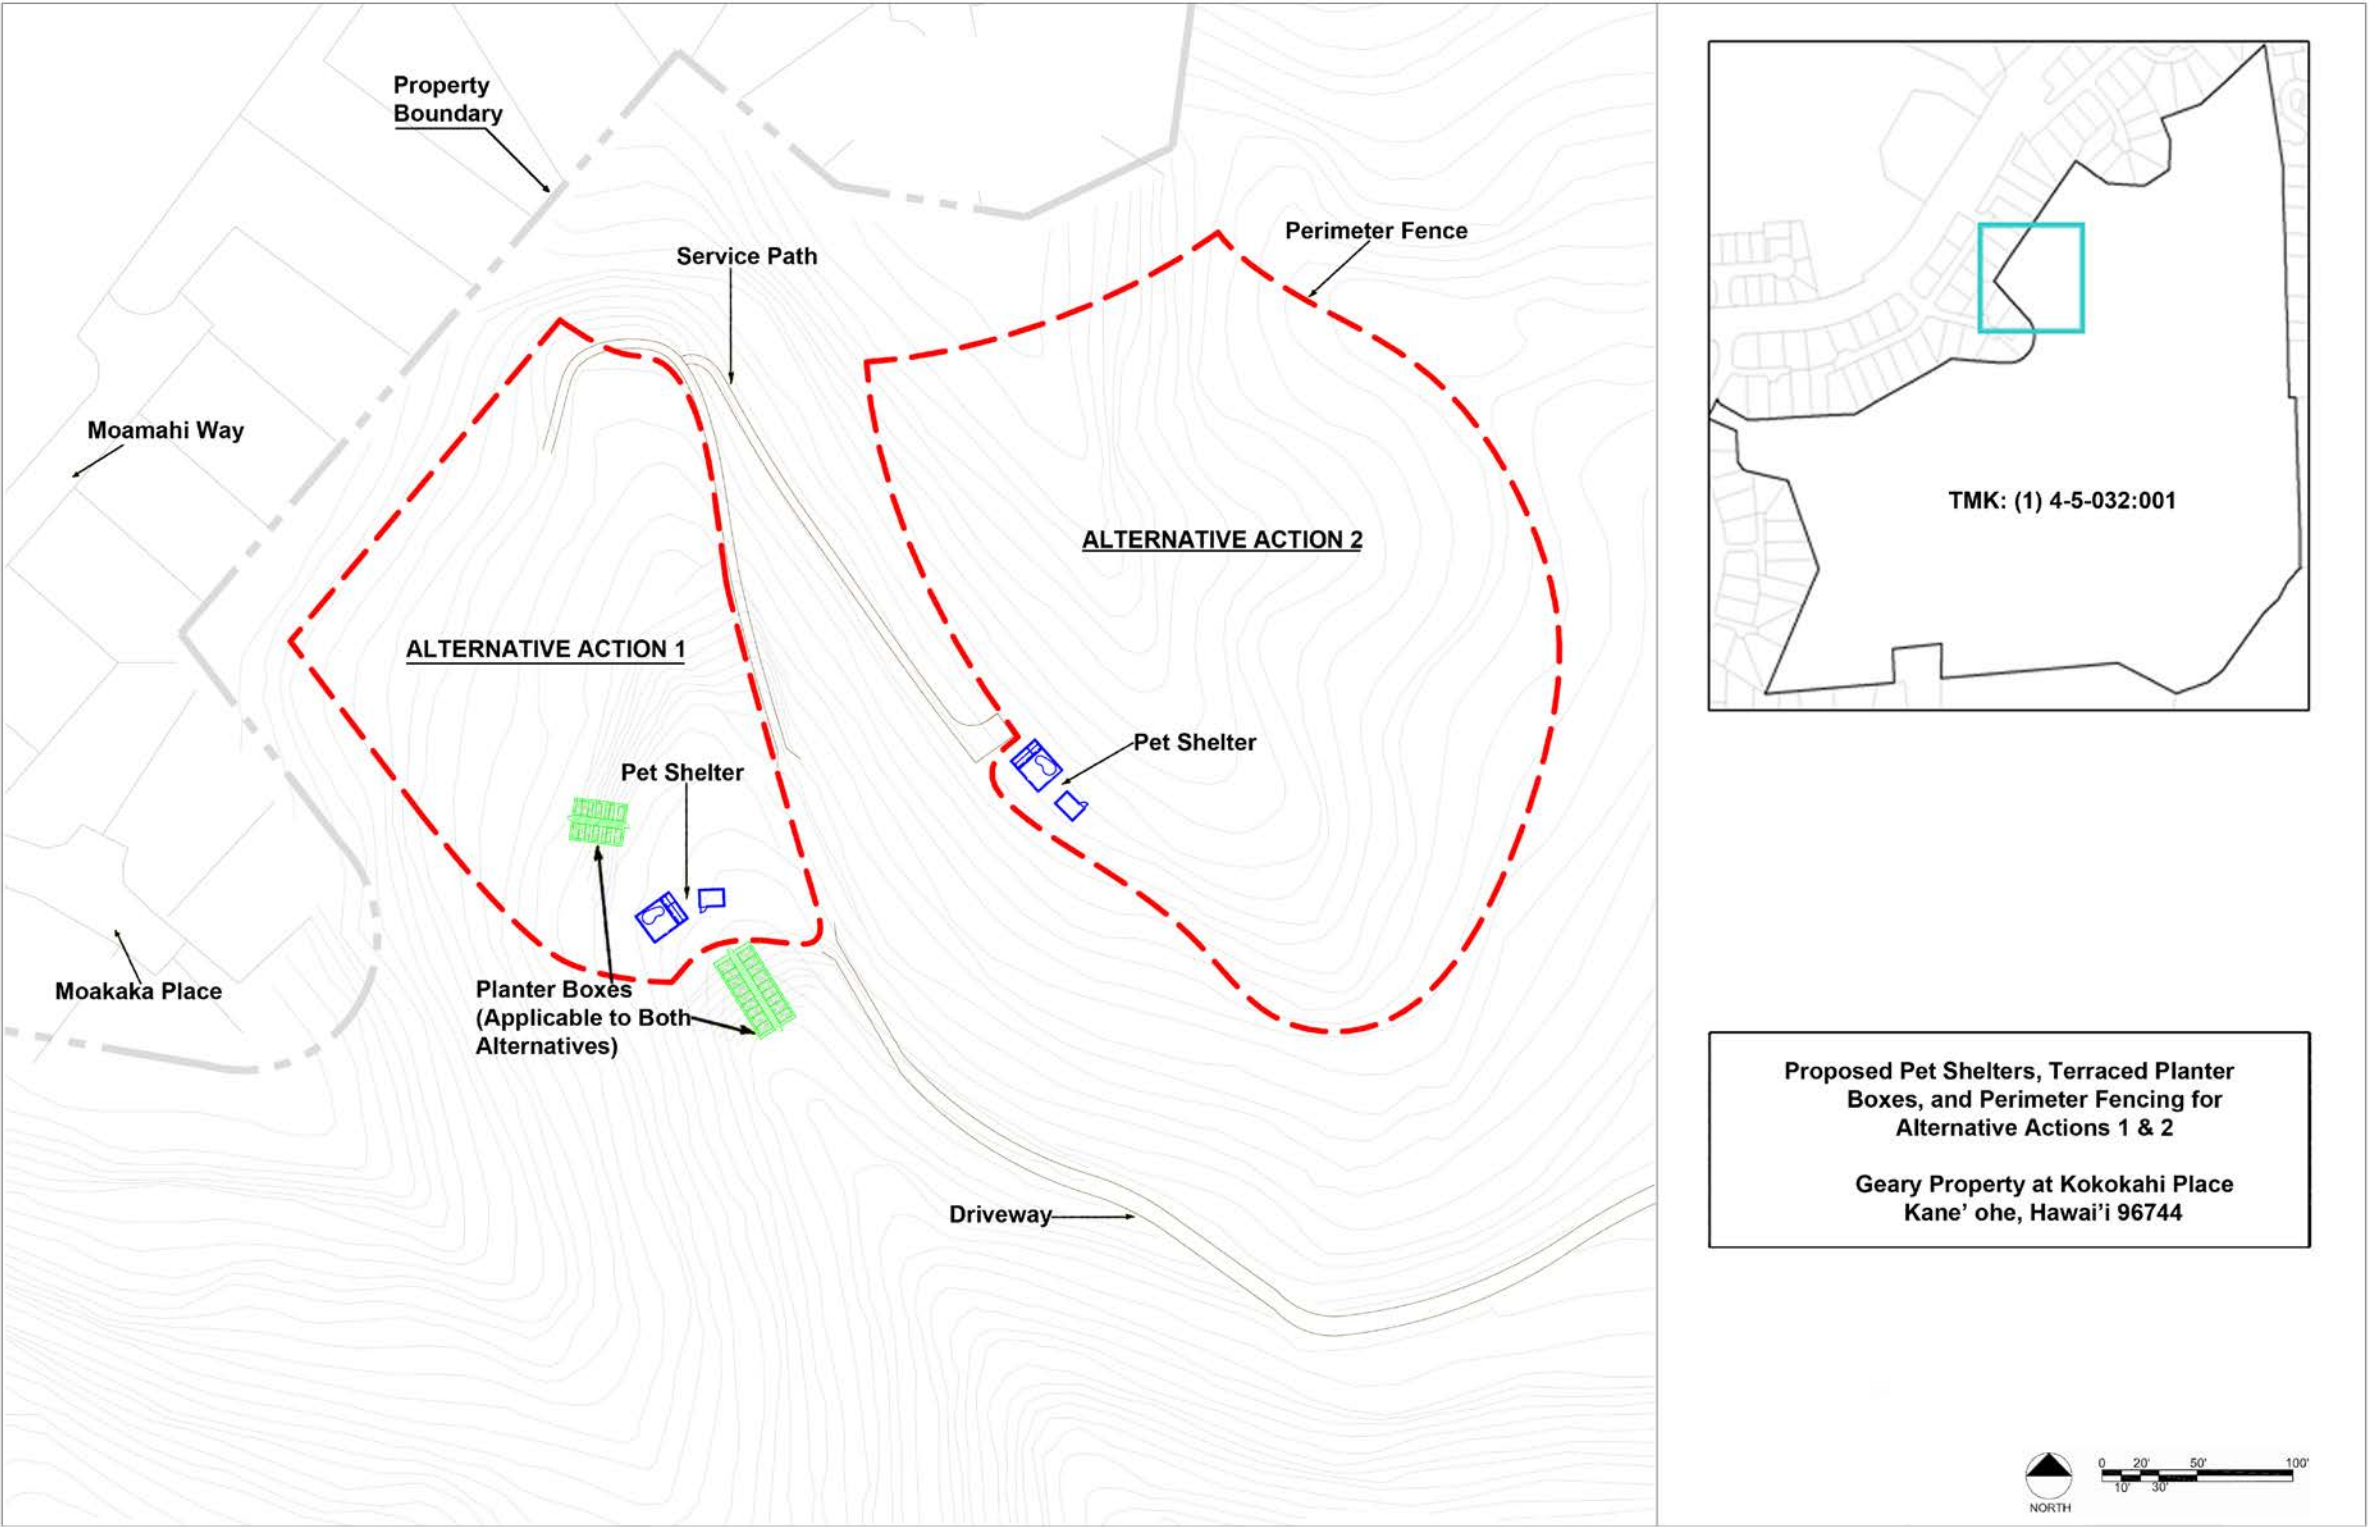 Property
Boundary
Service Path
Perimeter Fence
Moamahi Way
ALTERNATIVE ACTION 2
ALTERNATIVE ACTION 1
Pet Shelter
Pet Shelter
Planter Boxes
(Applicable to Both
Alternatives)
Moakaka Place
Driveway
TMK: (1) 4-5-032:001
Proposed Pet Shelters, Terraced Planter
Boxes, and Perimeter Fencing for
Alternative Actions 1 & 2
Geary Property at Kokokahi Place
Kane’ ohe, Hawai’i 96744
NORTH
0 20' 50' 100'
10' 30'